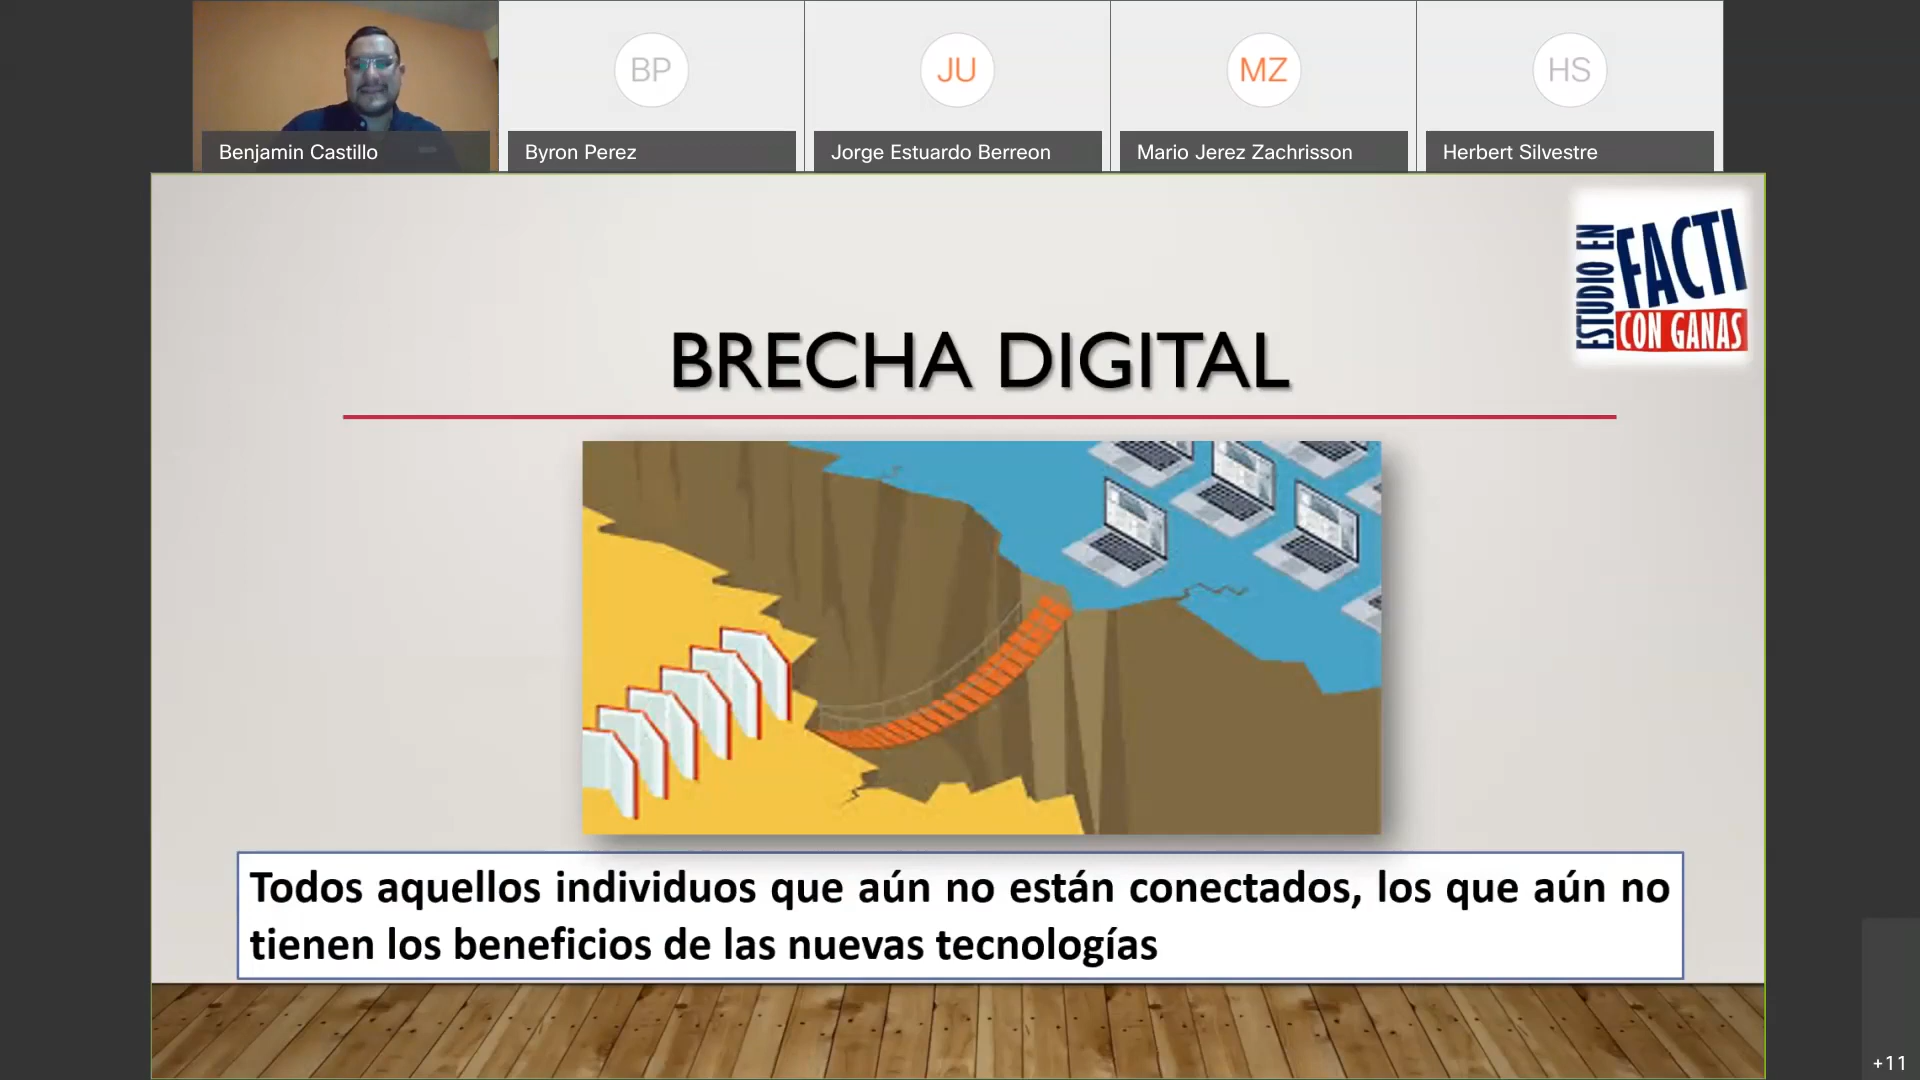 BP
JU
MZ
HS
Benjamin Castillo
Byron Perez
Jorge Estuardo Berreon
Mario Jerez Zachrisson
Herbert Silvestre
ESTUDIO EN
FACTI
CON GANAS
BRECHA DIGITAL
Todos aquellos individuos que aún no están conectados, los que aún no
tienen los beneficios de las nuevas tecnologías
+11